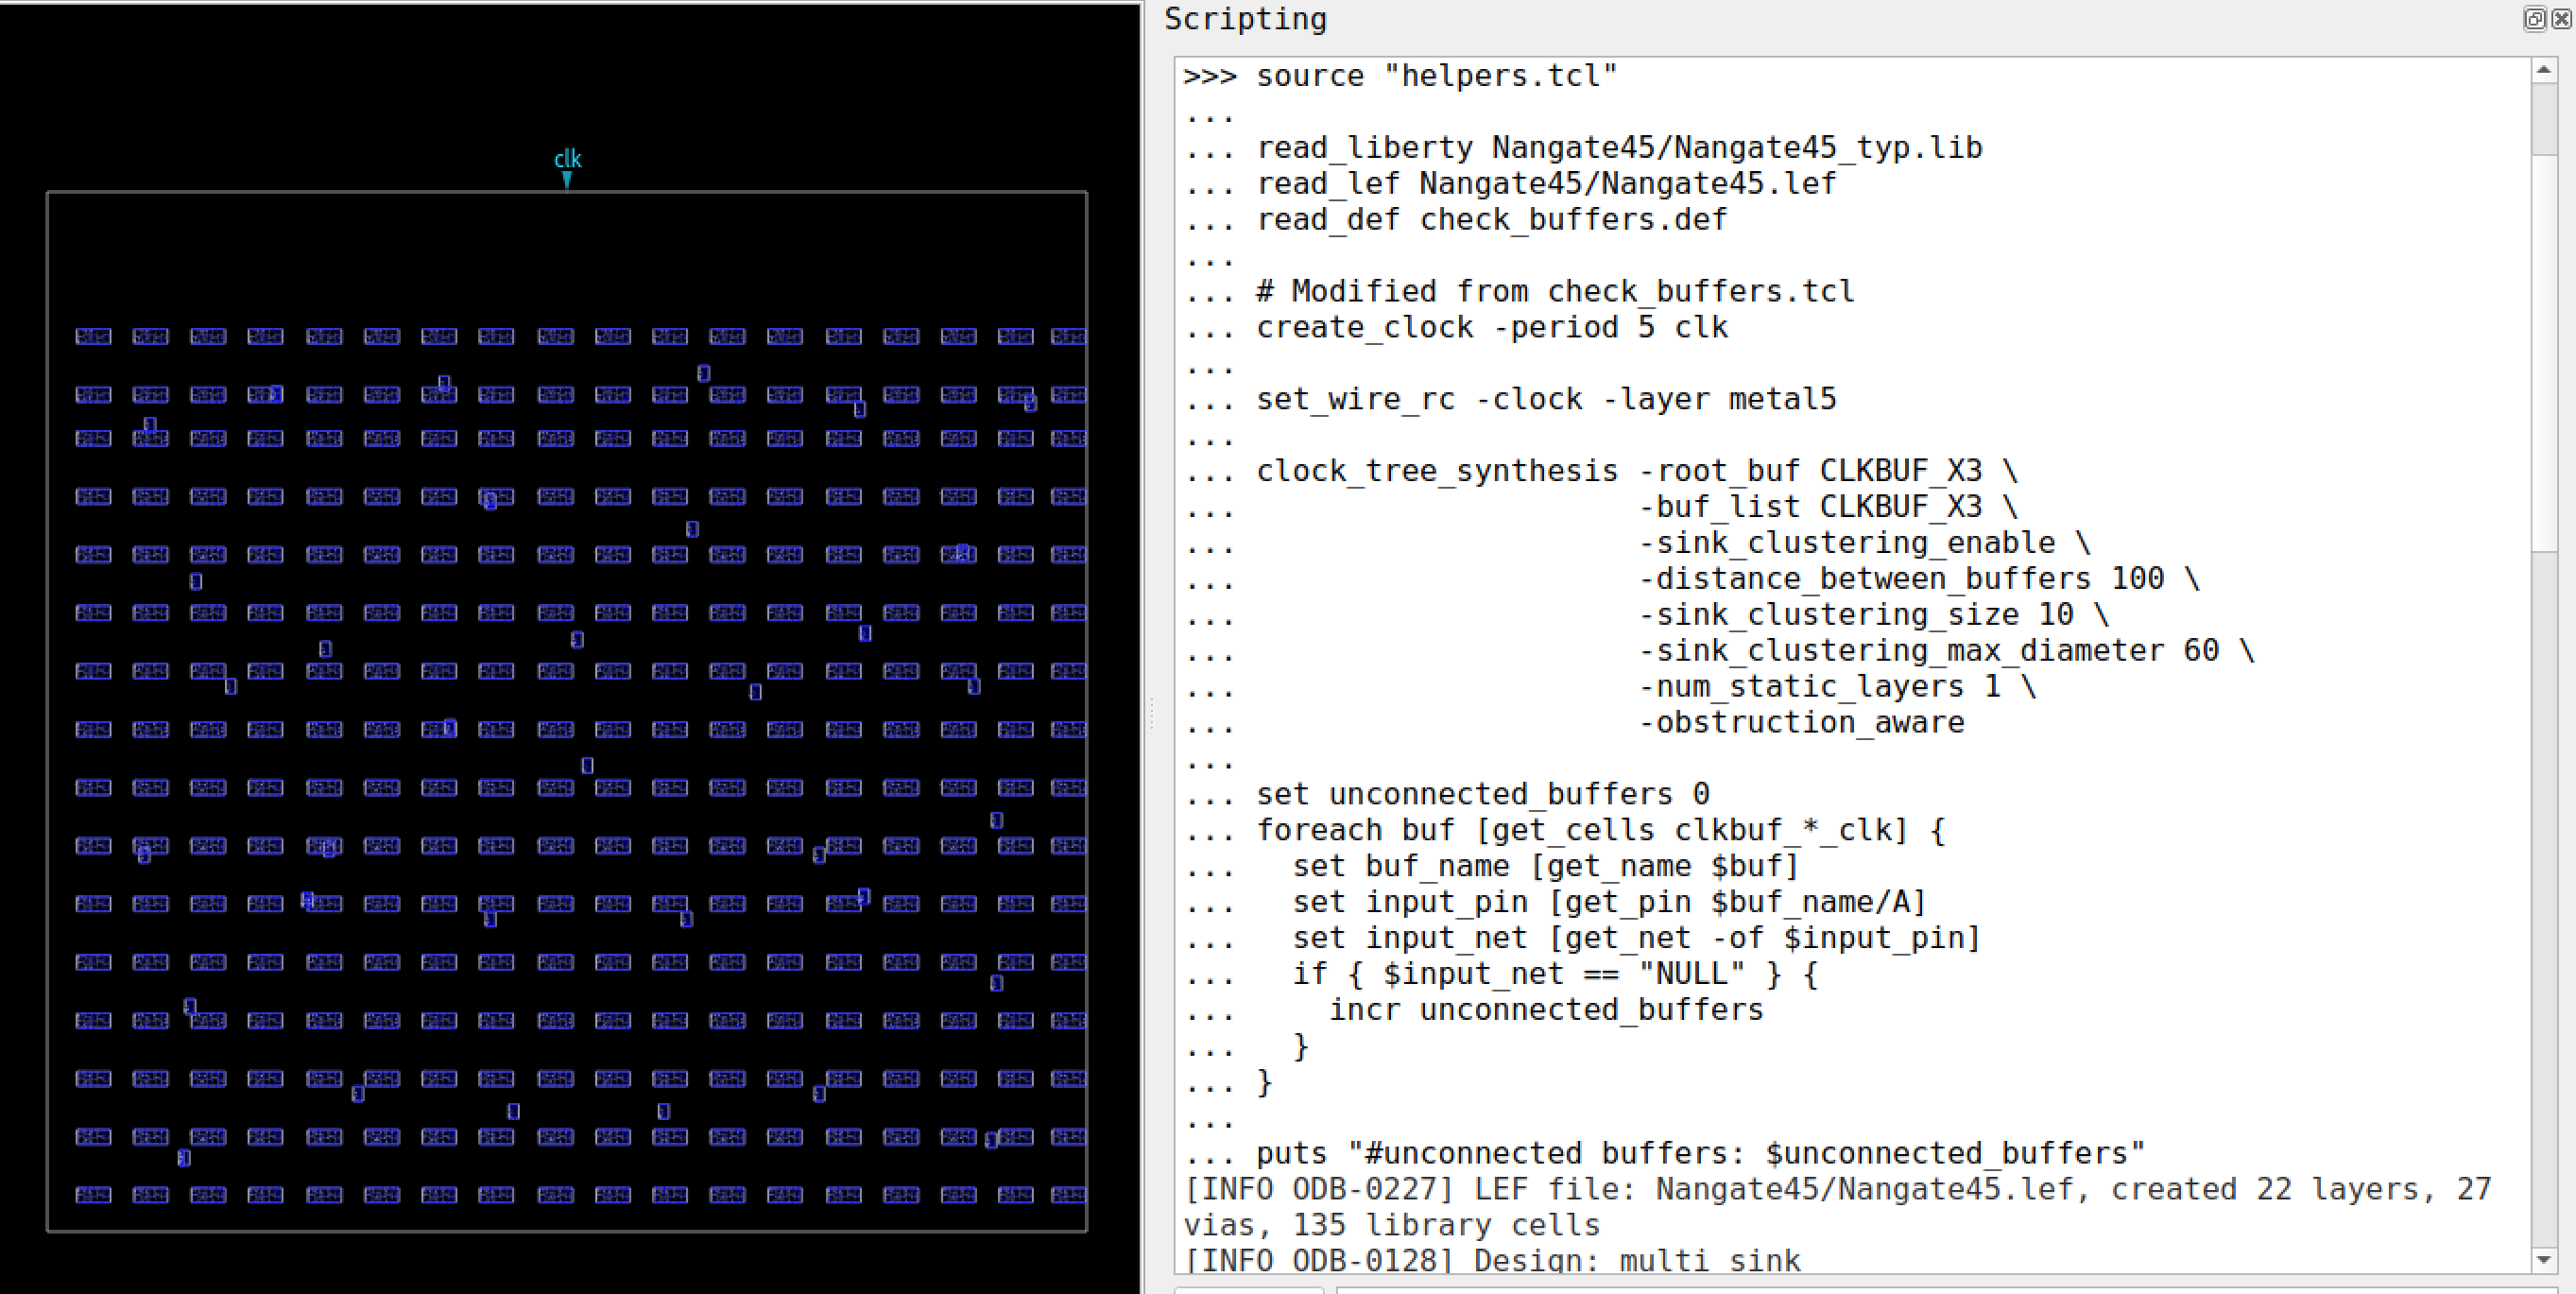 clk
Scripting
>>> source "helpers.tcl"
...
... read_liberty Nangate45/Nangate45_typ.lib
... read_lef Nangate45/Nangate45.lef
... read_def check_buffers.def
...
... # Modified from check_buffers.tcl
... create_clock -period 5 clk
...
... set_wire_rc -clock -layer metal5
...
... clock_tree_synthesis -root_buf CLKBUF_X3 \
...                      -buf_list CLKBUF_X3 \
...                      -sink_clustering_enable \
...                      -distance_between_buffers 100 \
...                      -sink_clustering_size 10 \
...                      -sink_clustering_max_diameter 60 \
...                      -num_static_layers 1 \
...                      -obstruction_aware
...
... set unconnected_buffers 0
... foreach buf [get_cells clkbuf_*_clk] {
...   set buf_name [get_name $buf]
...   set input_pin [get_pin $buf_name/A]
...   set input_net [get_net -of $input_pin]
...   if { $input_net == "NULL" } {
...     incr unconnected_buffers
...   }
... }
...
... puts "#unconnected buffers: $unconnected_buffers"
[INFO ODB-0227] LEF file: Nangate45/Nangate45.lef, created 22 layers, 27
vias, 135 library cells
[INFO ODB-0128] Design: multi_sink